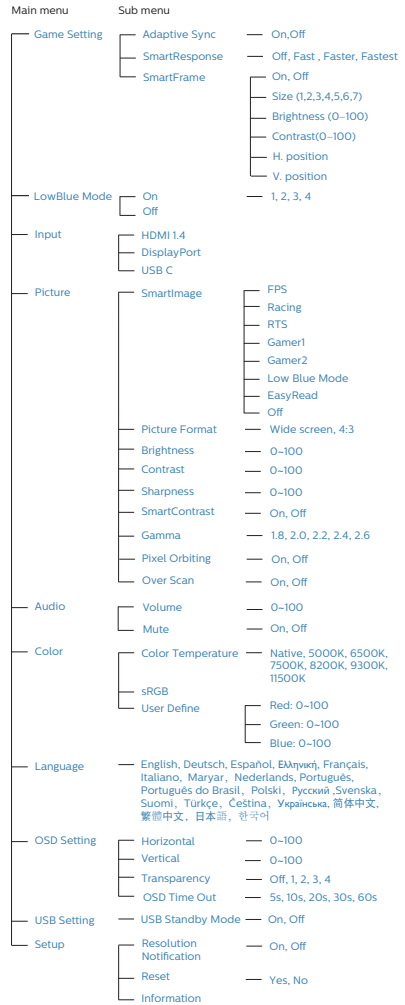 Main menu Sub menu
Game Setting Adaptive Sync On,Off
SmartResponse Off, Fast , Faster, Fastest
SmartFrame On, Off
Size (1,2,3,4,5,6,7)
Brightness (0–100)
Contrast(0–100)
H. position
V. position
LowBlue Mode On 1, 2, 3, 4
Off
Input HDMI 1.4
DisplayPort
USB C
Picture SmartImage FPS
Racing
RTS
Gamer1
Gamer2
Low Blue Mode
EasyRead
Off
Picture Format Wide screen, 4:3
Brightness 0~100
Contrast 0~100
Sharpness 0~100
SmartContrast On, Off
Gamma 1.8, 2.0, 2.2, 2.4, 2.6
Pixel Orbiting On, Off
Over Scan On, Off
Audio Volume 0~100
Mute On, Off
Color Color Temperature Native, 5000K, 6500K,
7500K, 8200K, 9300K,
11500K
sRGB
User Define Red: 0~100
Green: 0~100
Blue: 0~100
Language English, Deutsch, Español, Ελληνική, Français,
Italiano, Maryar, Nederlands, Português,
Português do Brasil, Polski, Русский ,Svenska,
Suomi, Türkçe, Čeština, Українська, 简体中文,
繁體中文, 日本語, 한국어
OSD Setting Horizontal 0~100
Vertical 0~100
Transparency Off, 1, 2, 3, 4
OSD Time Out 5s, 10s, 20s, 30s, 60s
USB Setting USB Standby Mode On, Off
Setup Resolution
Notification On, Off
Reset Yes, No
Information